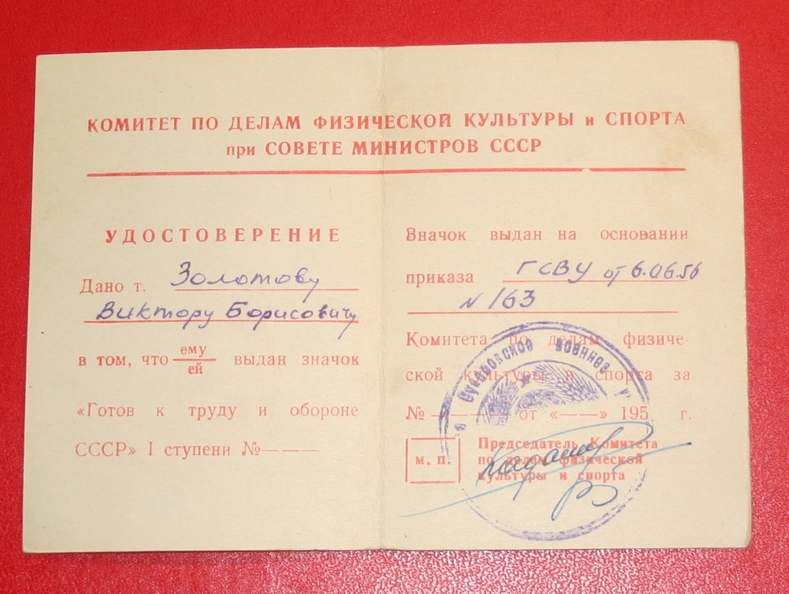 КОМИТЕТ ПО ДЕЛАМ ФИЗИЧЕСКОЙ КУЛЬТУРЫ и СПОРТА
при СОВЕТЕ МИНИСТРОВ СССР
УДОСТОВЕРЕНИЕ
Дано т. Золотову
Виктору Борисовичу
в том, что ему
ей
выдан значок
«Готов к труду и обороне
СССР» I ступени №———
Значок выдан на основании
приказа ГСВУ от 6.06.56
N 163
Комитета по делам физиче-
ской культуры и спорта за
№——— от «——» 195 г.
м. п.
Председатель Комитета
по делам физической
культуры и спорта
Суворовское военное